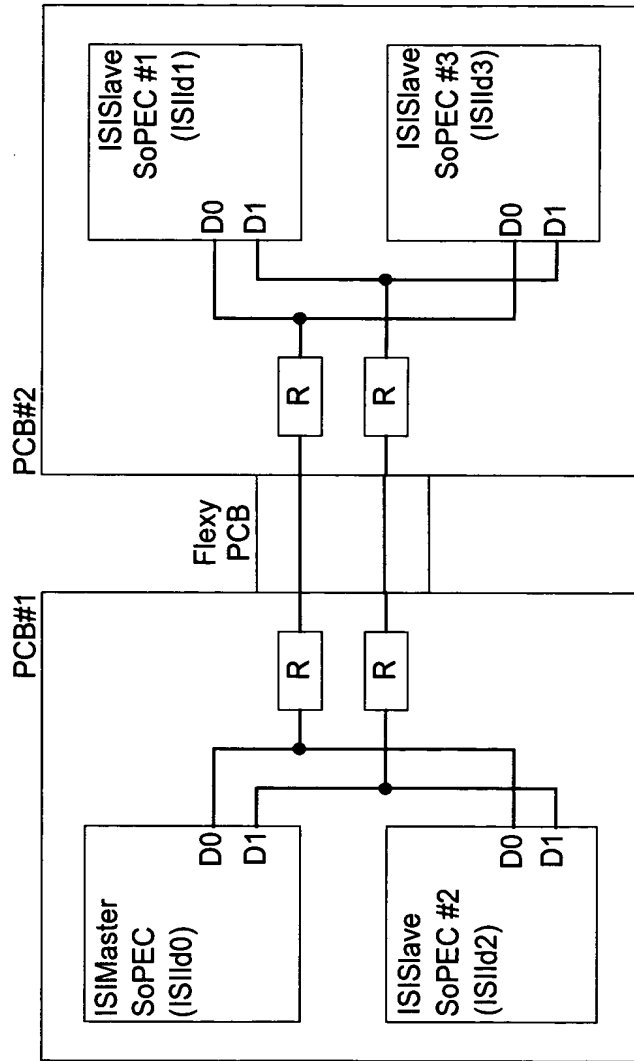 PCB#1
ISIMaster
SoPEC
(ISIId0)
D0
D1
ISISlave
SoPEC #2
(ISIId2)
D0
D1
R
R
Flexy
PCB
PCB#2
R
R
ISISlave
SoPEC #1
(ISIId1)
D0
D1
ISISlave
SoPEC #3
(ISIId3)
D0
D1